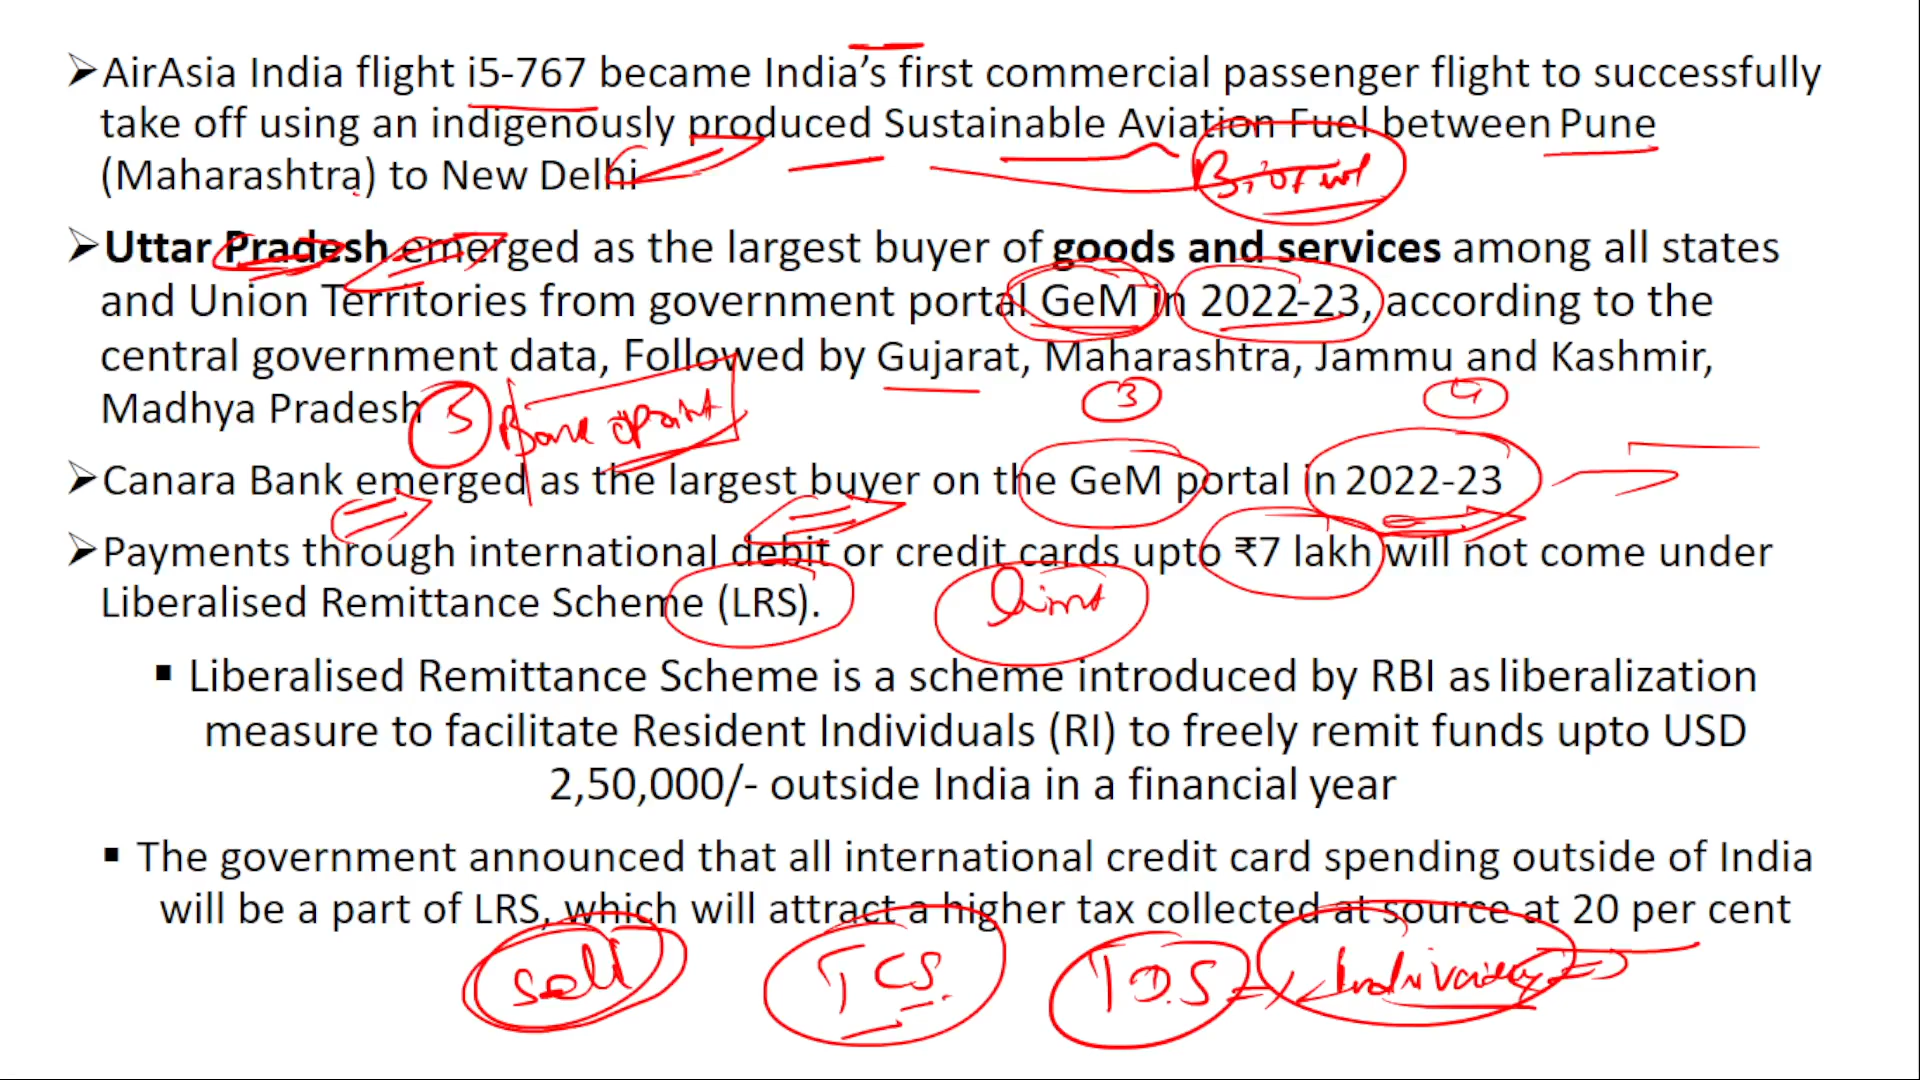 ➤AirAsia India flight i5-767 became India’s first commercial passenger flight to successfully
take off using an indigenously produced Sustainable Aviation Fuel between Pune
(Maharashtra) to New Delhi
➤Uttar Pradesh emerged as the largest buyer of goods and services among all states
and Union Territories from government portal GeM in 2022-23, according to the
central government data, Followed by Gujarat, Maharashtra, Jammu and Kashmir,
3 4
Madhya Pradesh 5
➤Canara Bank emerged as the largest buyer on the GeM portal in 2022-23
➤Payments through international debit or credit cards upto ₹7 lakh will not come under
Liberalised Remittance Scheme (LRS). limit
▪ Liberalised Remittance Scheme is a scheme introduced by RBI as liberalization
measure to facilitate Resident Individuals (RI) to freely remit funds upto USD
2,50,000/- outside India in a financial year
▪ The government announced that all international credit card spending outside of India
will be a part of LRS, which will attract a higher tax collected at source at 20 per cent
TCS TDS